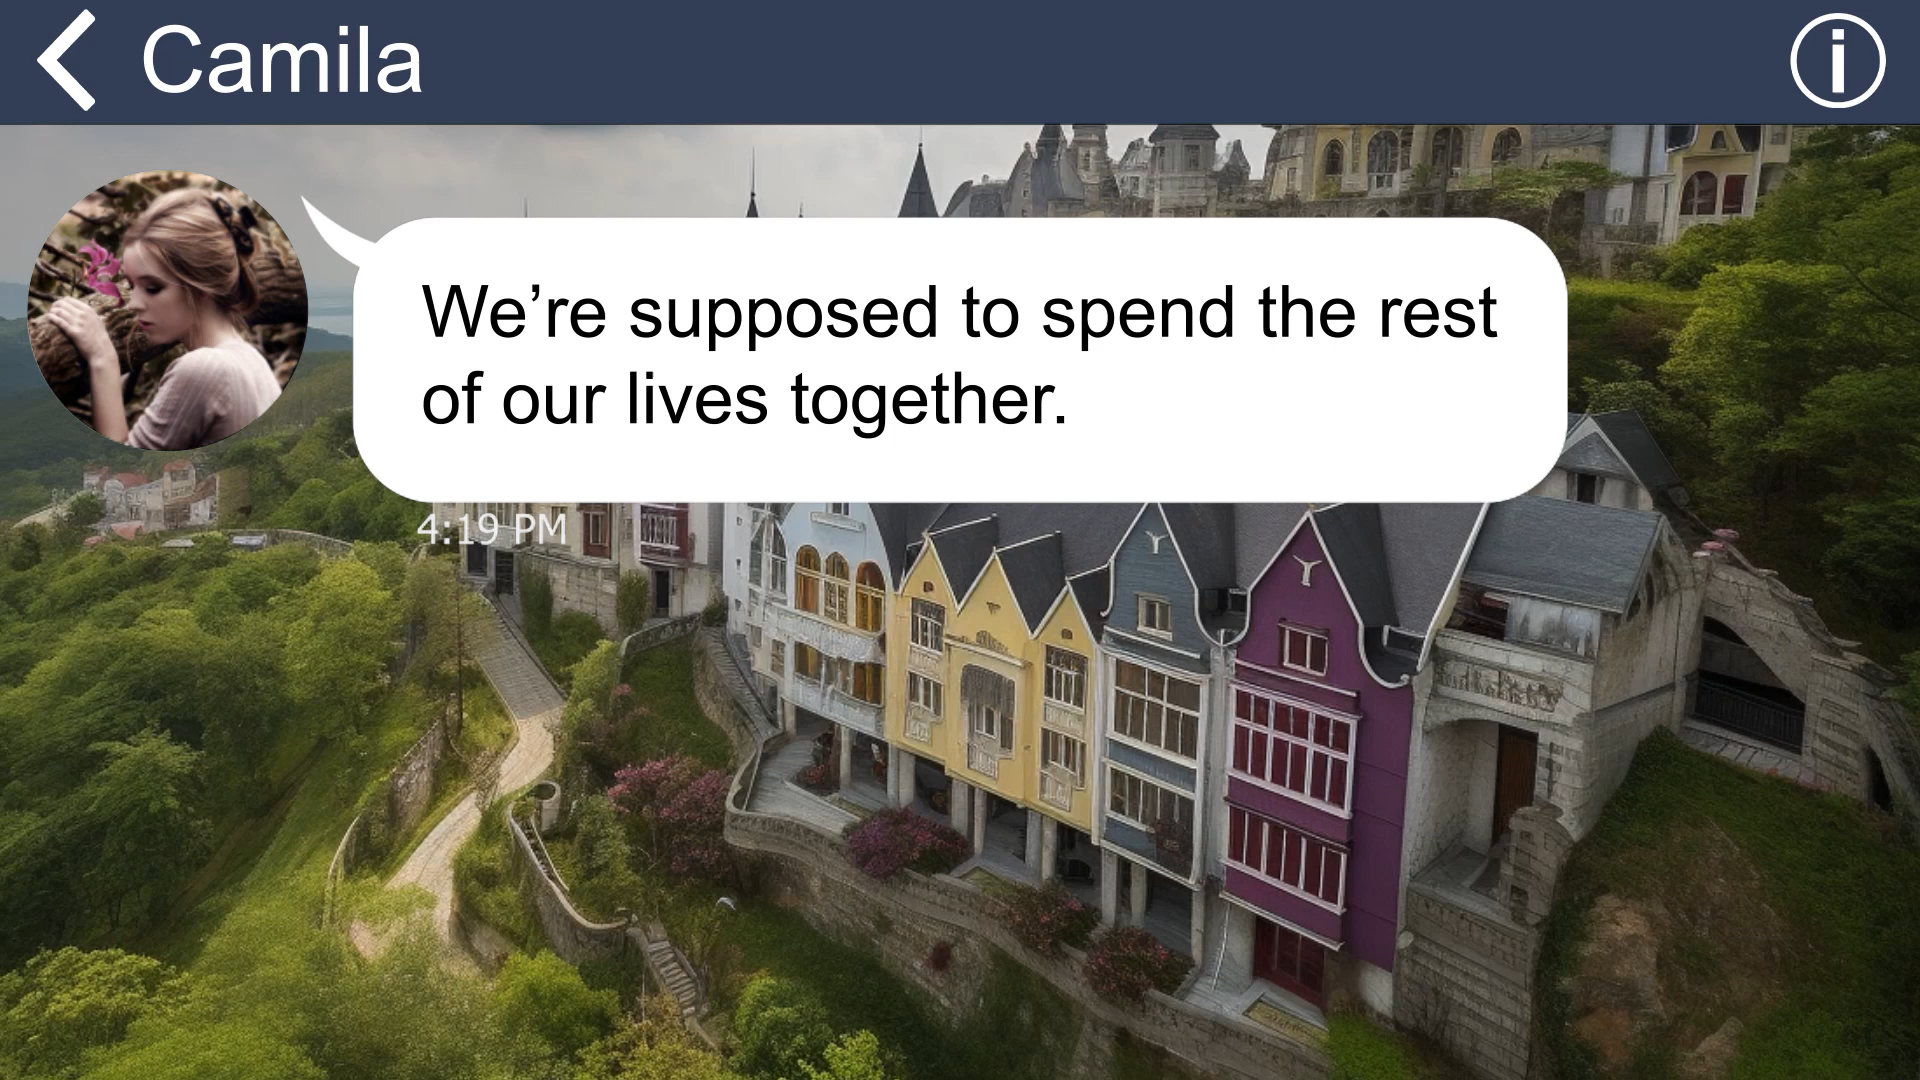 Camila
We’re supposed to spend the rest
of our lives together.
4:19 PM